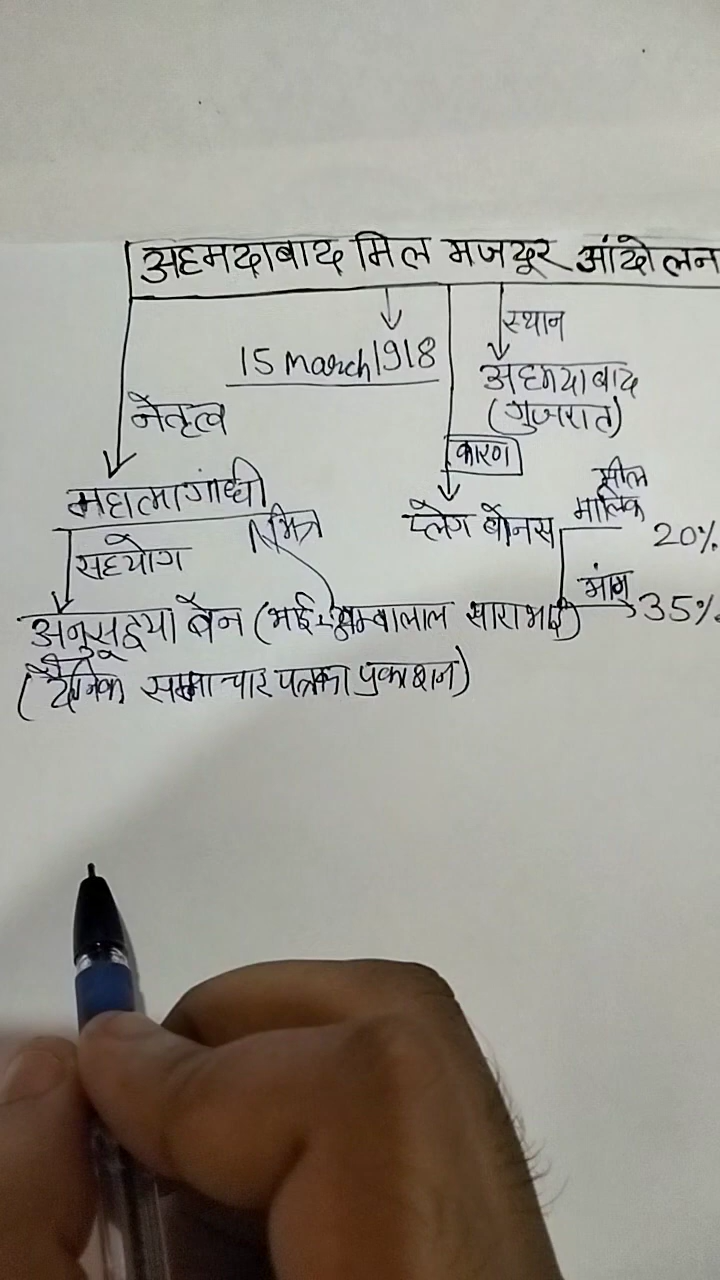 अहमदाबाद मिल मजदूर आंदोलन
स्थान
15 March 1918
अहमदाबाद
(गुजरात)
नेतृत्व
कारण
महात्मा गांधी
मित्र
प्लेग बोनस
मील
मालिक
20%
सहयोग
मांग
35%
अनुसूइया बैन (भाई :- अम्बालाल साराभाई)
(दैनिक समाचार पत्र का प्रकाशन)